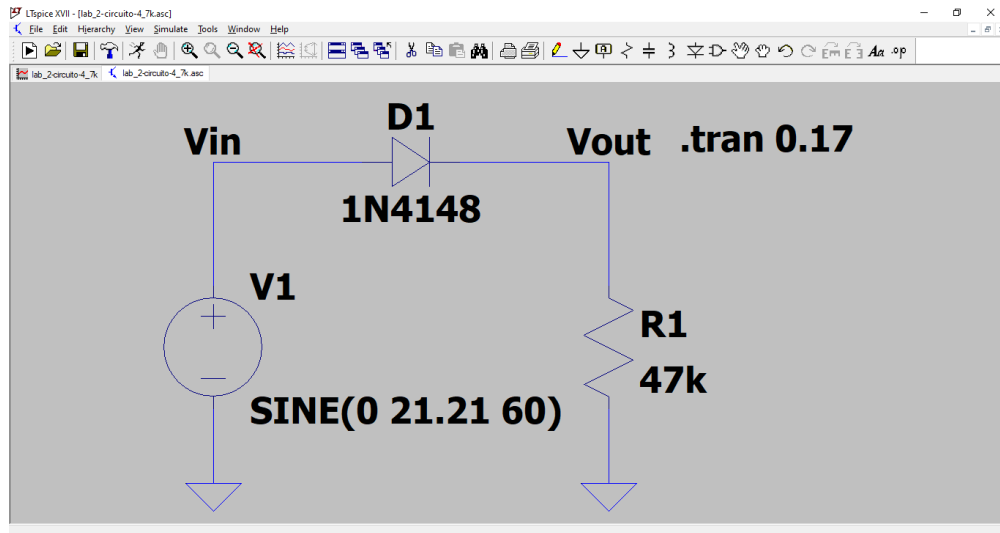 LTspice XVII - [lab_2-circuito-4_7k.asc]
File Edit Hierarchy View Simulate Tools Window Help
lab_2-circuito-4_7k lab_2-circuito-4_7k.asc
D1
Vin Vout .tran 0.17
1N4148
V1
R1
47k
SINE(0 21.21 60)